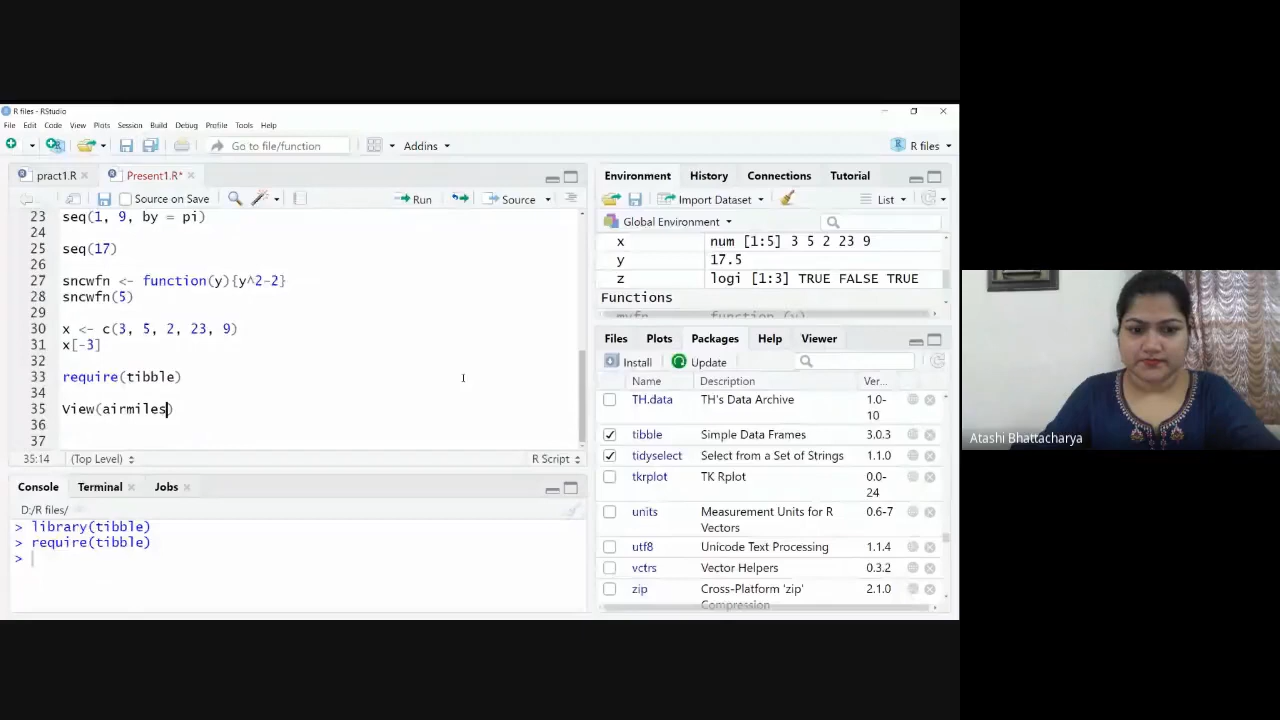 R files - RStudio
File Edit Code View Plots Session Build Debug Profile Tools Help
Go to file/function Addins R files
pract1.R Present1.R*
Source on Save Run Source
23 seq(1, 9, by = pi)
24
25 seq(17)
26
27 sncwfn <- function(y){y^2-2}
28 sncwfn(5)
29
30 x <- c(3, 5, 2, 23, 9)
31 x[-3]
32
33 require(tibble)
34
35 View(airmiles)
36
37
35:14 (Top Level) R Script
Console Terminal Jobs
D:/R files/
> library(tibble)
> require(tibble)
>
Environment History Connections Tutorial
Import Dataset List
Global Environment
x num [1:5] 3 5 2 23 9
y 17.5
z logi [1:3] TRUE FALSE TRUE
Functions
Files Plots Packages Help Viewer
Install Update
Name Description Ver...
TH.data TH's Data Archive 1.0-10
tibble Simple Data Frames 3.0.3
tidyselect Select from a Set of Strings 1.1.0
tkrplot TK Rplot 0.0-24
units Measurement Units for R Vectors 0.6-7
utf8 Unicode Text Processing 1.1.4
vctrs Vector Helpers 0.3.2
zip Cross-Platform 'zip' Compression 2.1.0
Atashi Bhattacharya